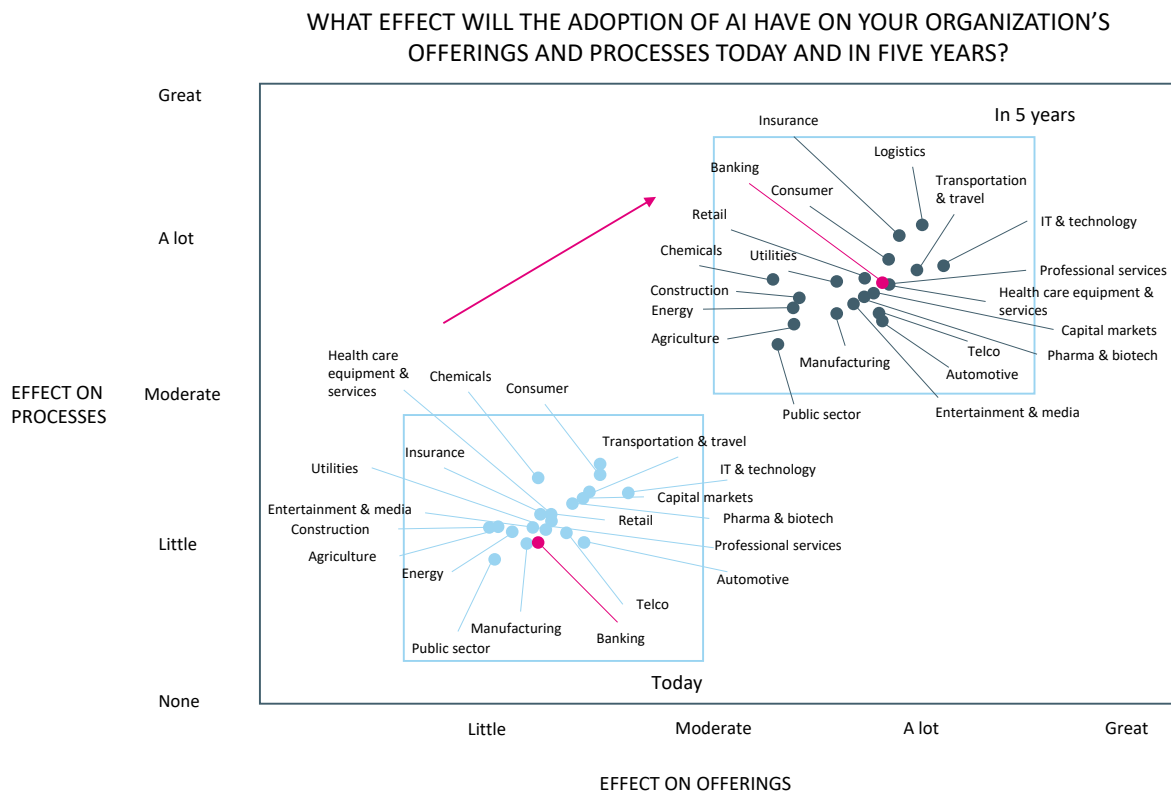 WHAT EFFECT WILL THE ADOPTION OF AI HAVE ON YOUR ORGANIZATION'S
OFFERINGS AND PROCESSES TODAY AND IN FIVE YEARS?
Great
A lot
Moderate
Little
None
EFFECT ON
PROCESSES
In 5 years
Insurance
Logistics
Banking
Consumer
Transportation
& travel
Retail
IT & technology
Chemicals
Utilities
Professional services
Construction
Health care equipment &
services
Energy
Capital markets
Agriculture
Manufacturing
Telco
Pharma & biotech
Automotive
Public sector
Entertainment & media
Health care
equipment &
services
Chemicals
Consumer
Transportation & travel
Insurance
Utilities
IT & technology
Capital markets
Entertainment & media
Retail
Pharma & biotech
Construction
Professional services
Agriculture
Energy
Automotive
Telco
Manufacturing
Banking
Public sector
Today
Little
Moderate
A lot
Great
EFFECT ON OFFERINGS